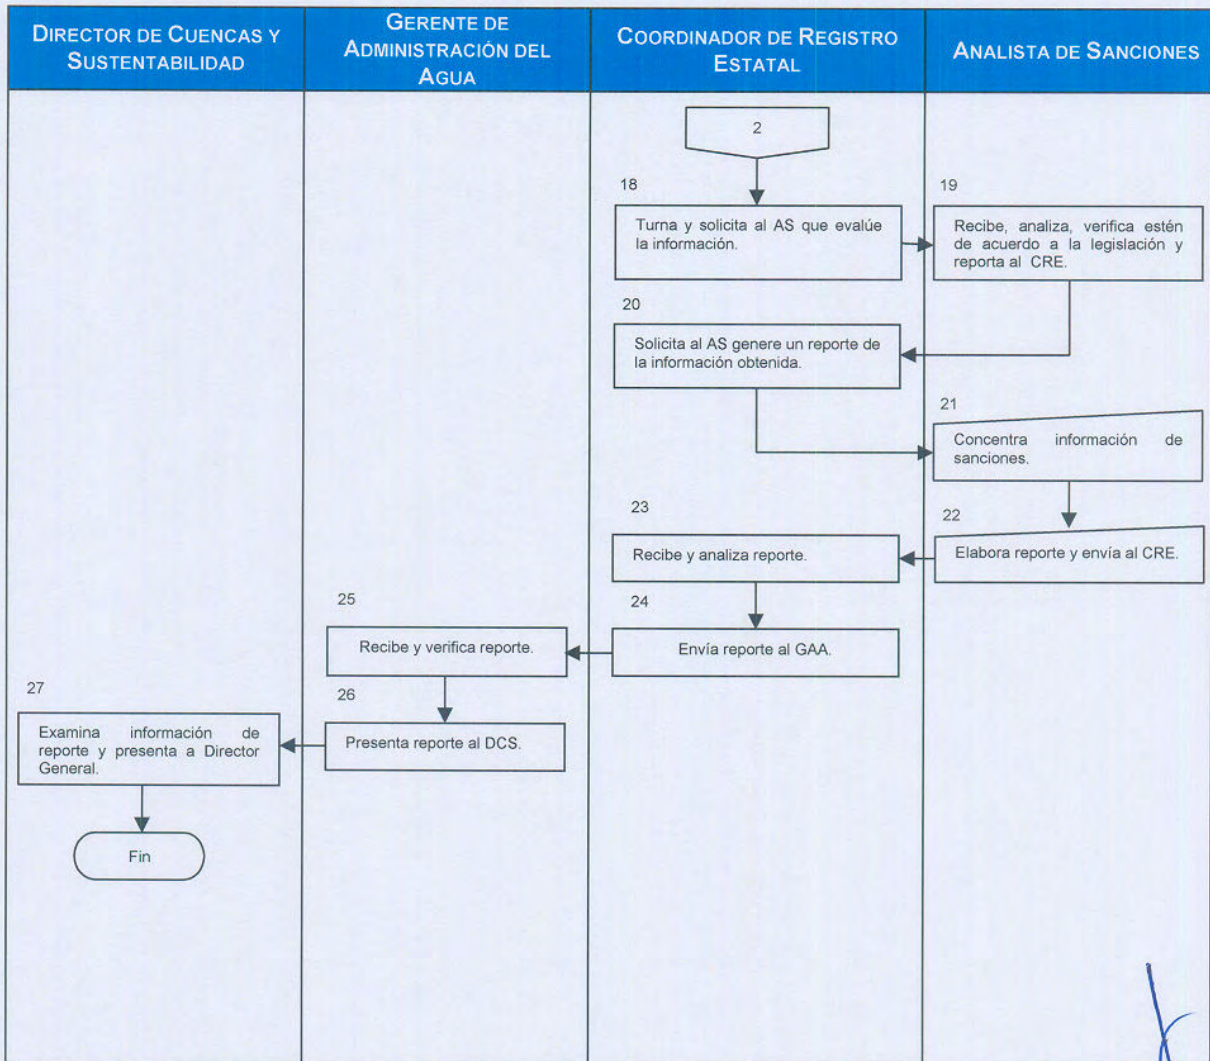 DIRECTOR DE CUENCAS Y
SUSTENTABILIDAD
GERENTE DE
ADMINISTRACIÓN DEL
AGUA
COORDINADOR DE REGISTRO
ESTATAL
ANALISTA DE SANCIONES
2
18
Turna y solicita al AS que evalúe
la información.
19
Recibe, analiza, verifica estén
de acuerdo a la legislación y
reporta al CRE.
20
Solicita al AS genere un reporte de
la información obtenida.
21
Concentra información de
sanciones.
22
Elabora reporte y envía al CRE.
23
Recibe y analiza reporte.
24
Envía reporte al GAA.
25
Recibe y verifica reporte.
26
Presenta reporte al DCS.
27
Examina información de
reporte y presenta a Director
General.
Fin